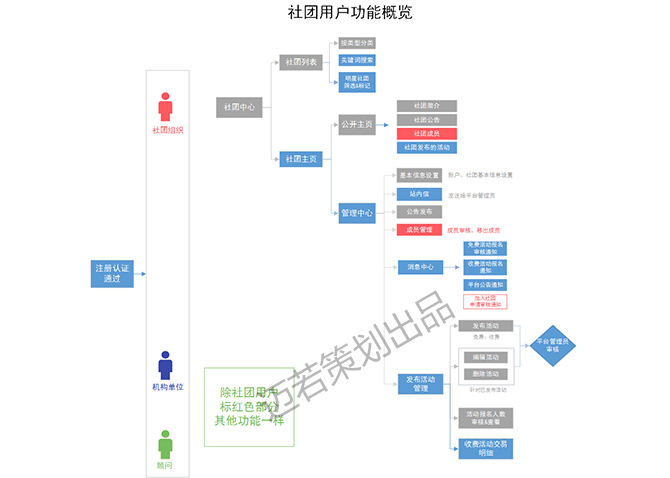 社团用户功能概览
社团组织
注册认证
通过
机构单位
顾问
社团中心
社团列表
按类型分类
关键词搜索
明星社团
筛选&标记
社团主页
公开主页
社团简介
社团公告
社团成员
社团发布的活动
管理中心
基本信息设置
账户、社团基本信息设置
站内信
发送给平台管理员
公告发布
成员管理
成员审核、移出成员
消息中心
免费活动报名
审核通知
收费活动报名
通知
平台公告通知
加入社团
申请审核通知
发布活动
管理
发布活动
免费、收费
编辑活动
删除活动
针对已发布活动
平台管理员
审核
活动报名人数
审核&查看
收费活动交易
明细
除社团用户
标红色部分
其他功能一样
迈若策划出品